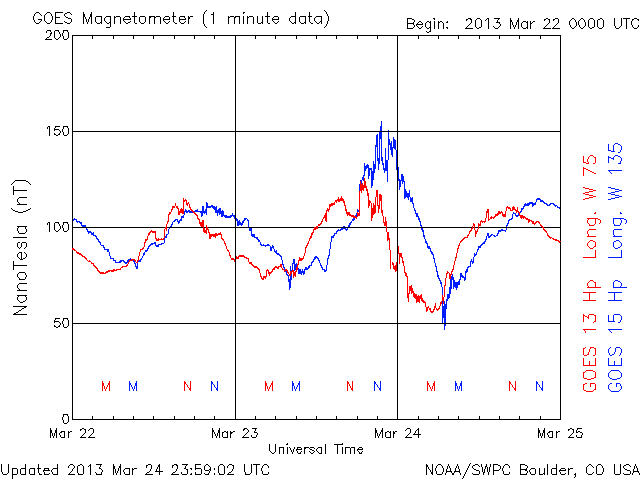 GOES Magnetometer (1 minute data)
Begin: 2013 Mar 22 0000 UTC
200
150
100
50
0
NanoTesla (nT)
M M N N M M N N M M N N
Mar 22 Mar 23 Mar 24 Mar 25
Universal Time
GOES 13 Hp Long. W 75
GOES 15 Hp Long. W 135
Updated 2013 Mar 24 23:59:02 UTC
NOAA/SWPC Boulder, CO USA